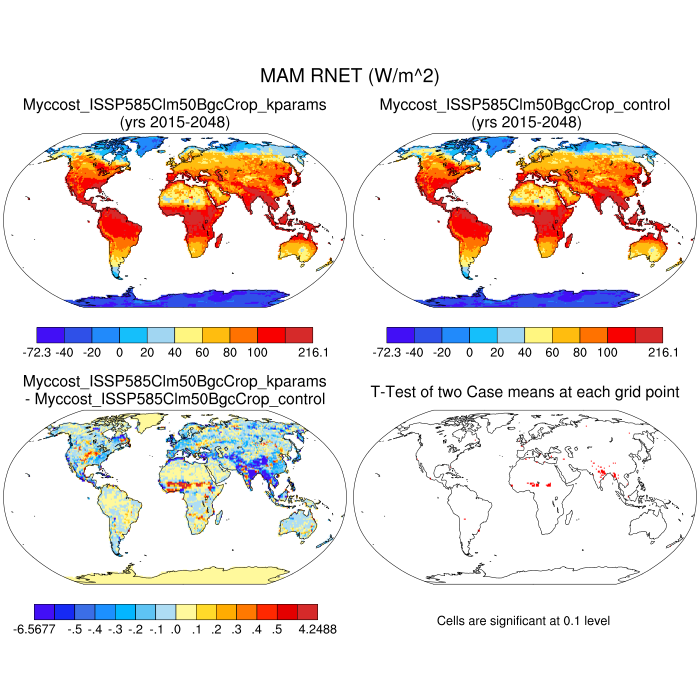 MAM RNET (W/m^2)
Myccost_ISSP585Clm50BgcCrop_kparams
(yrs 2015-2048)
Myccost_ISSP585Clm50BgcCrop_control
(yrs 2015-2048)
-72.3 -40 -20 0 20 40 60 80 100 216.1
-72.3 -40 -20 0 20 40 60 80 100 216.1
Myccost_ISSP585Clm50BgcCrop_kparams
- Myccost_ISSP585Clm50BgcCrop_control
T-Test of two Case means at each grid point
-6.5677 -.5 -.4 -.3 -.2 -.1 .0 .1 .2 .3 .4 .5 4.2488
Cells are significant at 0.1 level